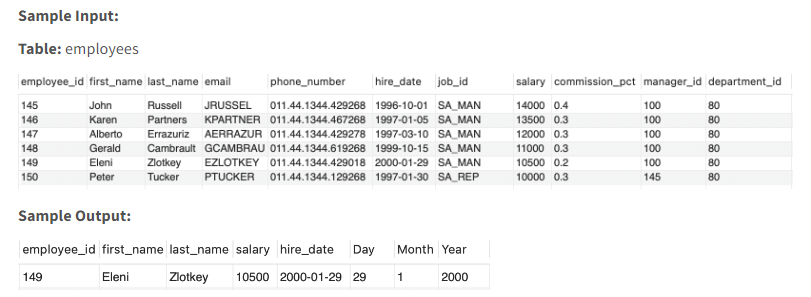 Sample Input:
Table: employees
employee_id first_name last_name email phone_number hire_date job_id salary commission_pct manager_id department_id
145 John Russell JRUSSEL 011.44.1344.429268 1996-10-01 SA_MAN 14000 0.4 100 80
146 Karen Partners KPARTNER 011.44.1344.467268 1997-01-05 SA_MAN 13500 0.3 100 80
147 Alberto Errazuriz AERRAZUR 011.44.1344.429278 1997-03-10 SA_MAN 12000 0.3 100 80
148 Gerald Cambrault GCAMBRAU 011.44.1344.619268 1999-10-15 SA_MAN 11000 0.3 100 80
149 Eleni Zlotkey EZLOTKEY 011.44.1344.429018 2000-01-29 SA_MAN 10500 0.2 100 80
150 Peter Tucker PTUCKER 011.44.1344.129268 1997-01-30 SA_REP 10000 0.3 145 80
Sample Output:
employee_id first_name last_name salary hire_date Day Month Year
149 Eleni Zlotkey 10500 2000-01-29 29 1 2000